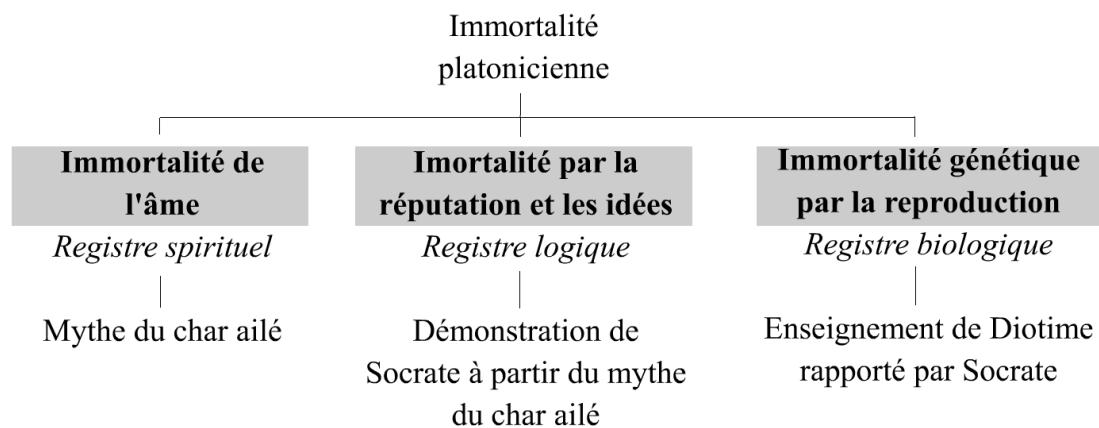 Immortalité
platonicienne
Immortalité de
l'âme
Registre spirituel
Mythe du char ailé
Imortalité par la
réputation et les idées
Registre logique
Démonstration de
Socrate à partir du mythe
du char ailé
Immortalité génétique
par la reproduction
Registre biologique
Enseignement de Diotime
rapporté par Socrate